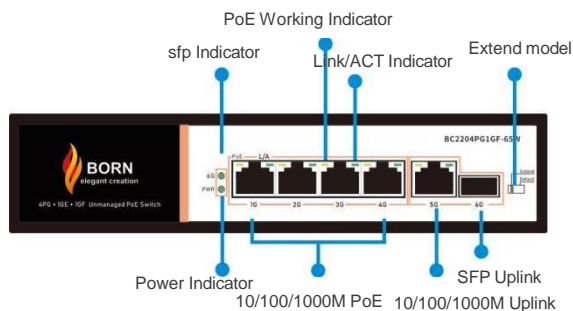 PoE Working Indicator
sfp Indicator
Link/ACT Indicator
Extend model
BC2204PG1GF-65W
PoE L/A
BORN
elegant creation
4PG + 1GE + 1GF Unmanaged PoE Switch
6G
PWR
Extend
Default
1G 2G 3G 4G 5G 6G
Power Indicator
SFP Uplink
10/100/1000M PoE
10/100/1000M Uplink